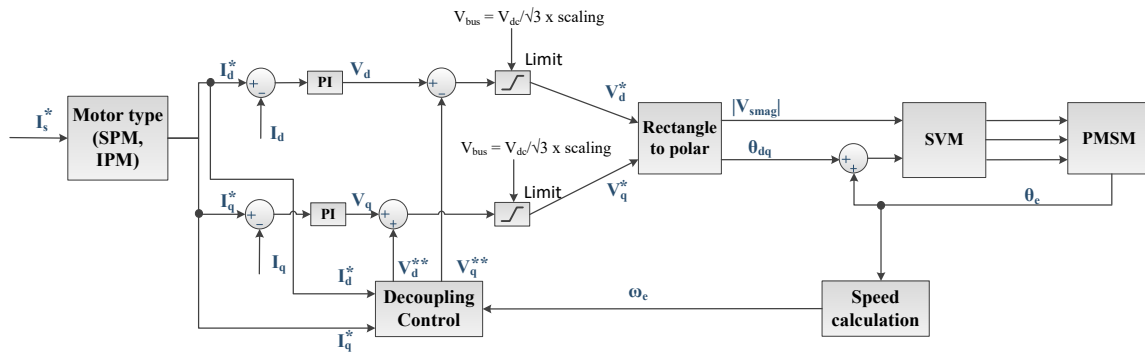 V_bus = V_dc/√3 x scaling
Limit
I_d^*
+
−
PI
V_d
−
V_d^*
I_d
I_s^*
Motor type
(SPM,
IPM)
V_bus = V_dc/√3 x scaling
Limit
Rectangle
to polar
|V_smag|
θ_dq
+
+
SVM
PMSM
I_q^*
+
−
PI
V_q
+
+
V_q^*
θ_e
I_q
V_d^**
V_q^**
I_d^*
I_q^*
Decoupling
Control
ω_e
Speed
calculation